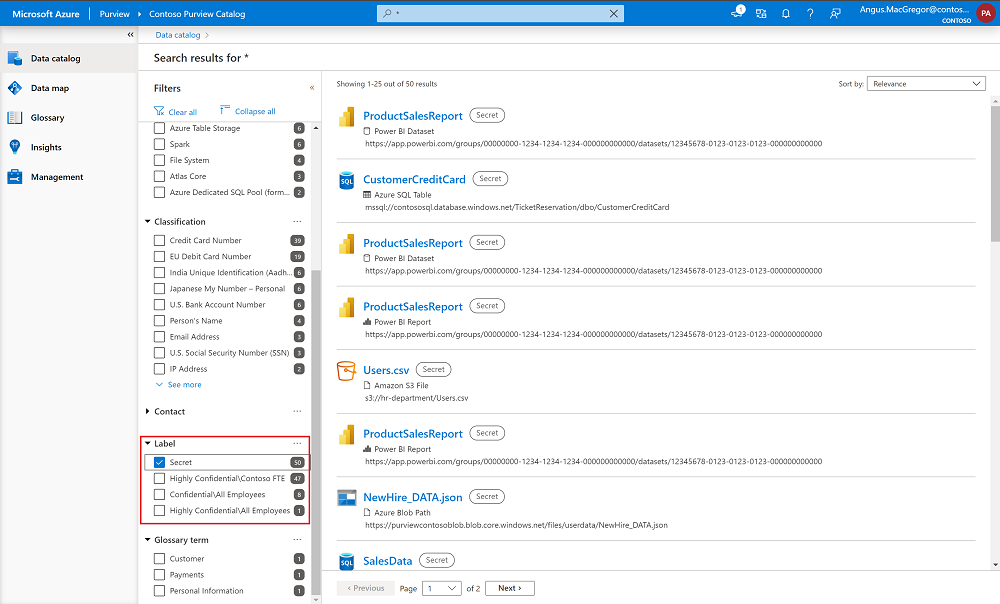 Microsoft Azure
Purview
Contoso Purview Catalog
*
1
Angus.MacGregor@contos...
CONTOSO
PA
Data catalog
Data map
Glossary
Insights
Management
Data catalog
Search results for *
Filters
Clear all
Collapse all
Azure Table Storage 6
Spark 6
File System 4
Atlas Core 3
Azure Dedicated SQL Pool (form... 2
Classification
Credit Card Number 39
EU Debit Card Number 19
India Unique Identification (Aadh... 6
Japanese My Number – Personal 6
U.S. Bank Account Number 6
Person's Name 4
Email Address 3
U.S. Social Security Number (SSN) 3
IP Address 2
See more
Contact
Label
Secret 50
Highly Confidential\Contoso FTE 47
Confidential\All Employees 8
Highly Confidential\All Employees 1
Glossary term
Customer 1
Payments 1
Personal Information 1
Showing 1-25 out of 50 results
Sort by: Relevance
ProductSalesReport Secret
Power BI Dataset
https://app.powerbi.com/groups/00000000-1234-1234-1234-000000000000/datasets/12345678-0123-0123-0123-000000000000
SQL
CustomerCreditCard Secret
Azure SQL Table
mssql://contososql.database.windows.net/TicketReservation/dbo/CustomerCreditCard
ProductSalesReport Secret
Power BI Dataset
https://app.powerbi.com/groups/00000000-1234-1234-1234-000000000000/datasets/12345678-0123-0123-0123-000000000000
ProductSalesReport Secret
Power BI Report
https://app.powerbi.com/groups/00000000-1234-1234-1234-000000000000/datasets/12345678-0123-0123-0123-000000000000
Users.csv Secret
Amazon S3 File
s3://hr-department/Users.csv
ProductSalesReport Secret
Power BI Report
https://app.powerbi.com/groups/00000000-1234-1234-1234-000000000000/datasets/12345678-0123-0123-0123-000000000000
NewHire_DATA.json Secret
Azure Blob Path
https://purviewcontosoblob.blob.core.windows.net/files/userdata/NewHire_DATA.json
SQL
SalesData Secret
‹ Previous Page 1 of 2 Next ›